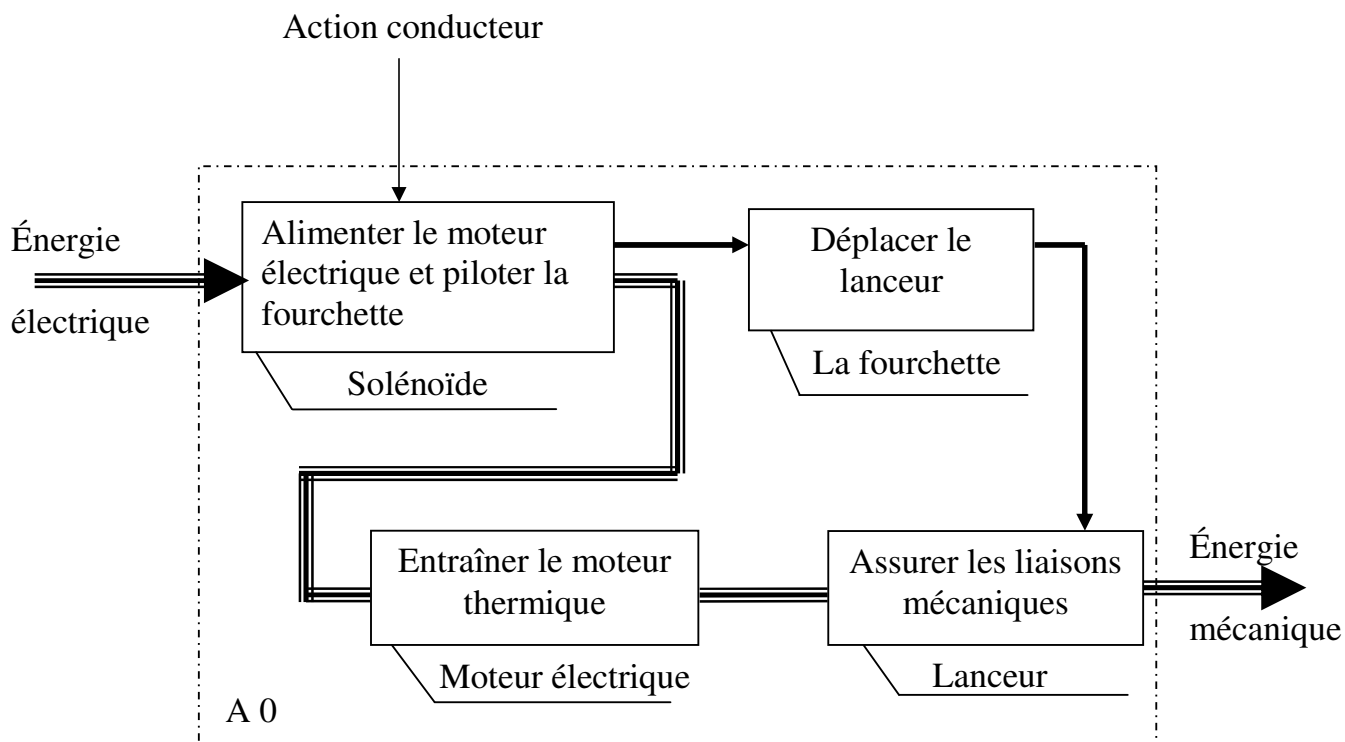 Action conducteur
Énergie
électrique
Alimenter le moteur
électrique et piloter la
fourchette
Solénoïde
Déplacer le
lanceur
La fourchette
Entraîner le moteur
thermique
Moteur électrique
Assurer les liaisons
mécaniques
Lanceur
Énergie
mécanique
A 0